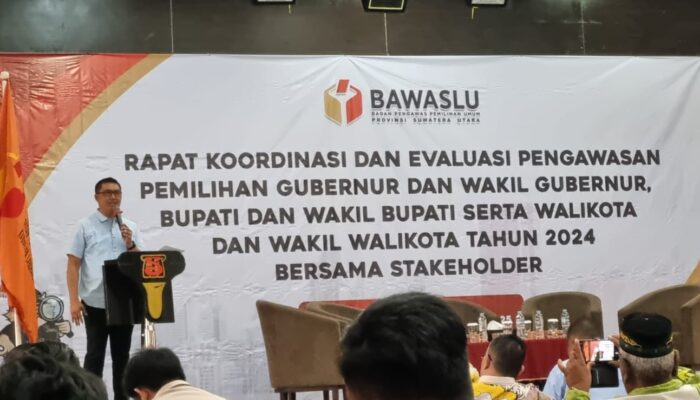 BAWASLU
BADAN PENGAWAS PEMILIHAN UMUM
PROVINSI SUMATERA UTARA
RAPAT KOORDINASI DAN EVALUASI PENGAWASAN
PEMILIHAN GUBERNUR DAN WAKIL GUBERNUR,
BUPATI DAN WAKIL BUPATI SERTA WALIKOTA
DAN WAKIL WALIKOTA TAHUN 2024
BERSAMA STAKEHOLDER